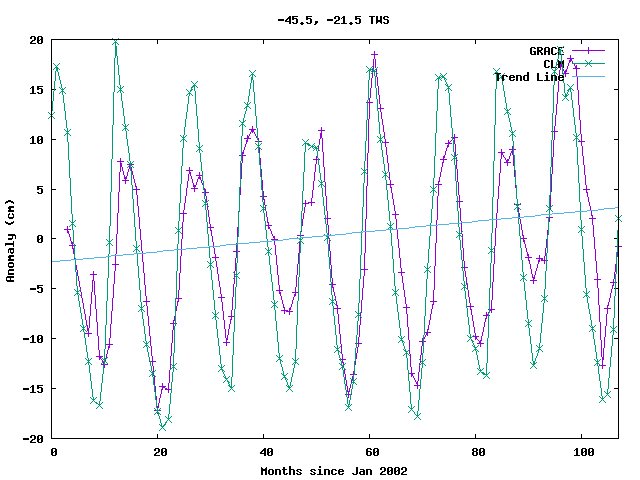 -45.5, -21.5 TWS
GRACE
CLM
Trend Line
20
15
10
5
0
-5
-10
-15
-20
Anomaly (cm)
0 20 40 60 80 100
Months since Jan 2002